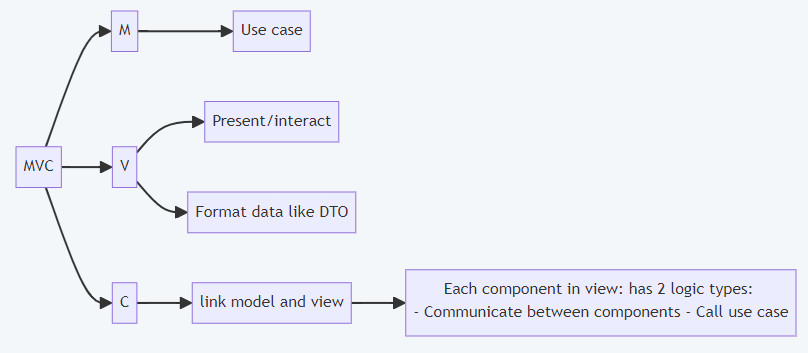 M
Use case
Present/interact
MVC
V
Format data like DTO
C
link model and view
Each component in view: has 2 logic types:
- Communicate between components - Call use case